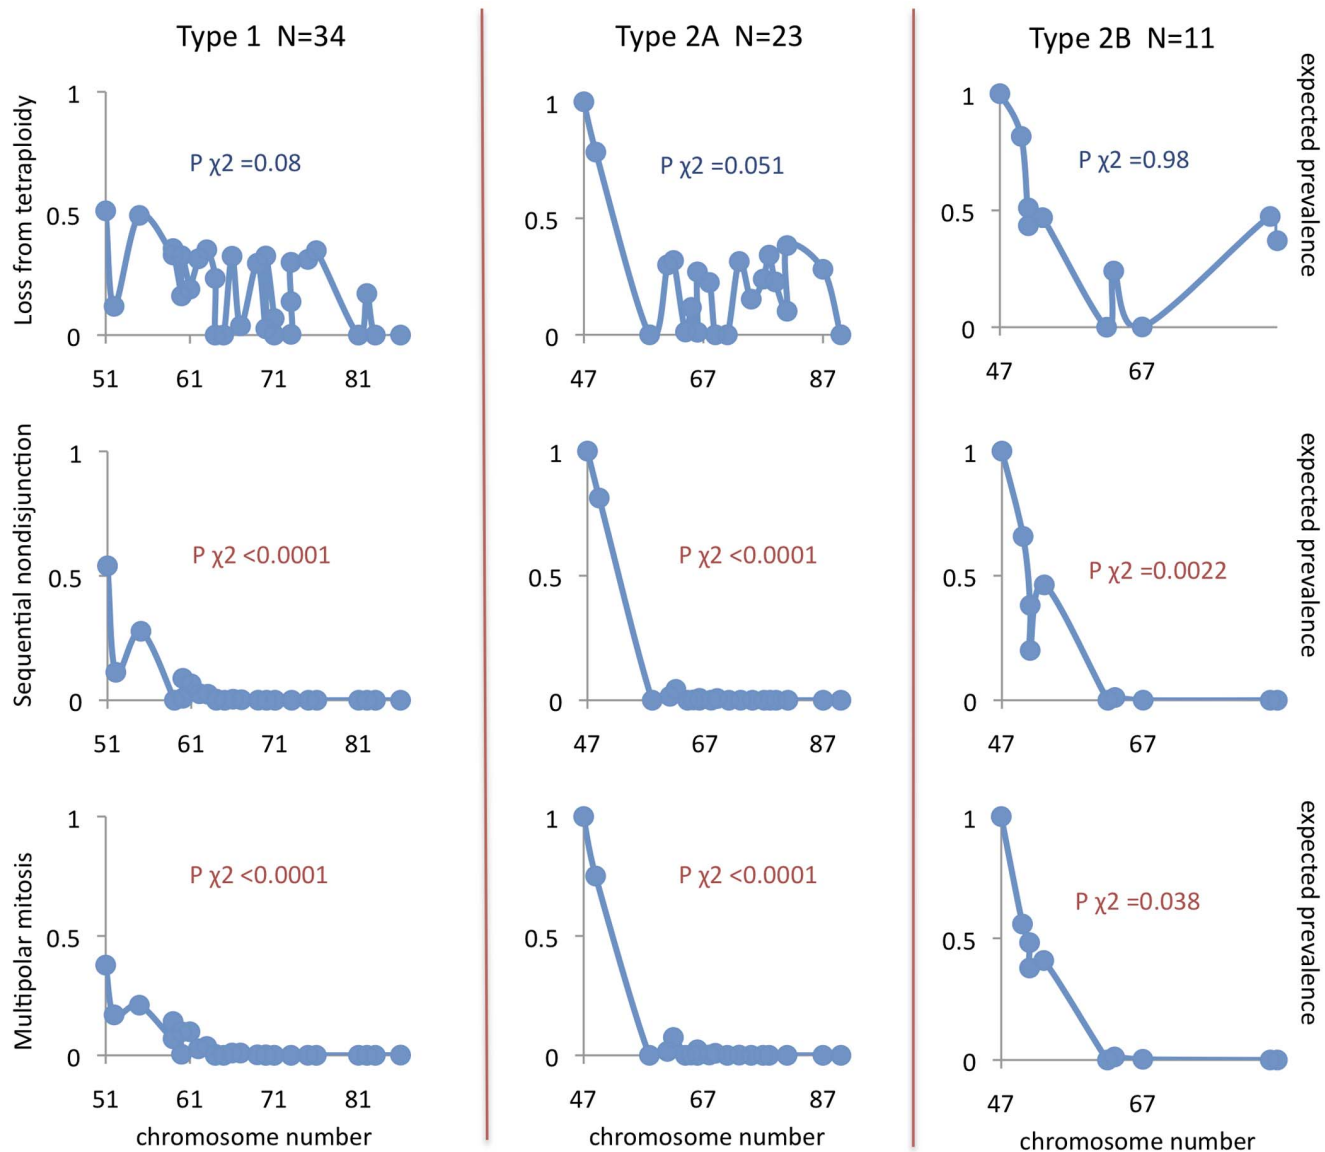 Type 1 N=34
Type 2A N=23
Type 2B N=11
Loss from tetraploidy
1
0.5
0
P χ2 =0.08
51 61 71 81
1
0.5
0
P χ2 =0.051
47 67 87
1
0.5
0
P χ2 =0.98
47 67
expected prevalence
Sequential nondisjunction
1
0.5
0
P χ2 <0.0001
51 61 71 81
1
0.5
0
P χ2 <0.0001
47 67 87
1
0.5
0
P χ2 =0.0022
47 67
expected prevalence
Multipolar mitosis
1
0.5
0
P χ2 <0.0001
51 61 71 81
chromosome number
1
0.5
0
P χ2 <0.0001
47 67 87
chromosome number
1
0.5
0
P χ2 =0.038
47 67
chromosome number
expected prevalence